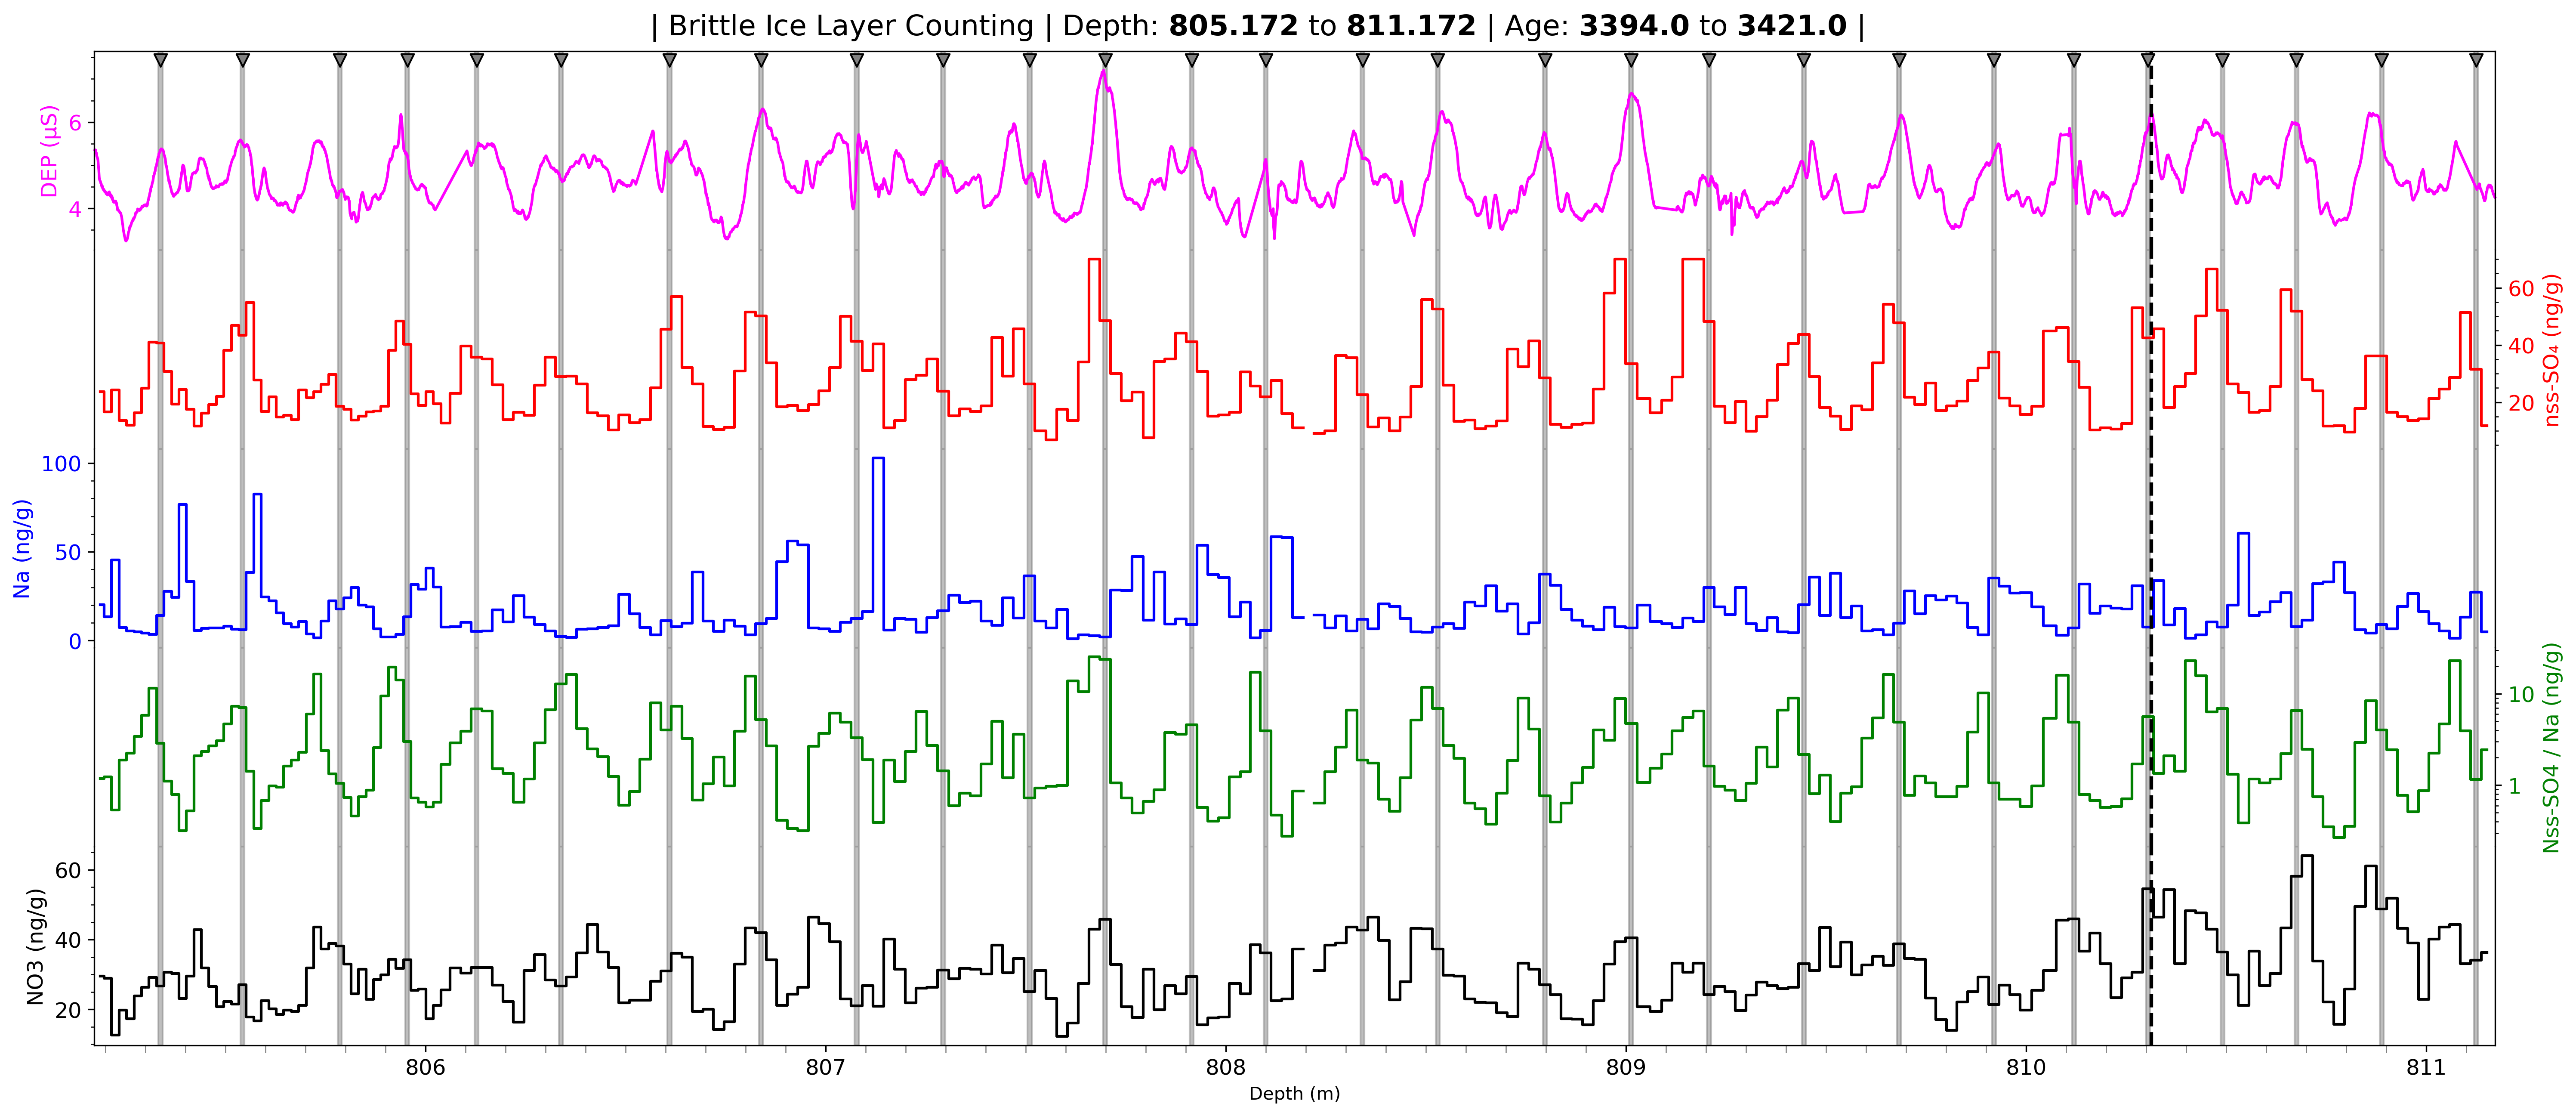 | Brittle Ice Layer Counting | Depth: 805.172 to 811.172 | Age: 3394.0 to 3421.0 |
DEP (µS)
6
4
nss-SO₄ (ng/g)
60
40
20
Na (ng/g)
100
50
0
Nss-SO4 / Na (ng/g)
10
1
NO3 (ng/g)
60
40
20
806
807
808
809
810
811
Depth (m)